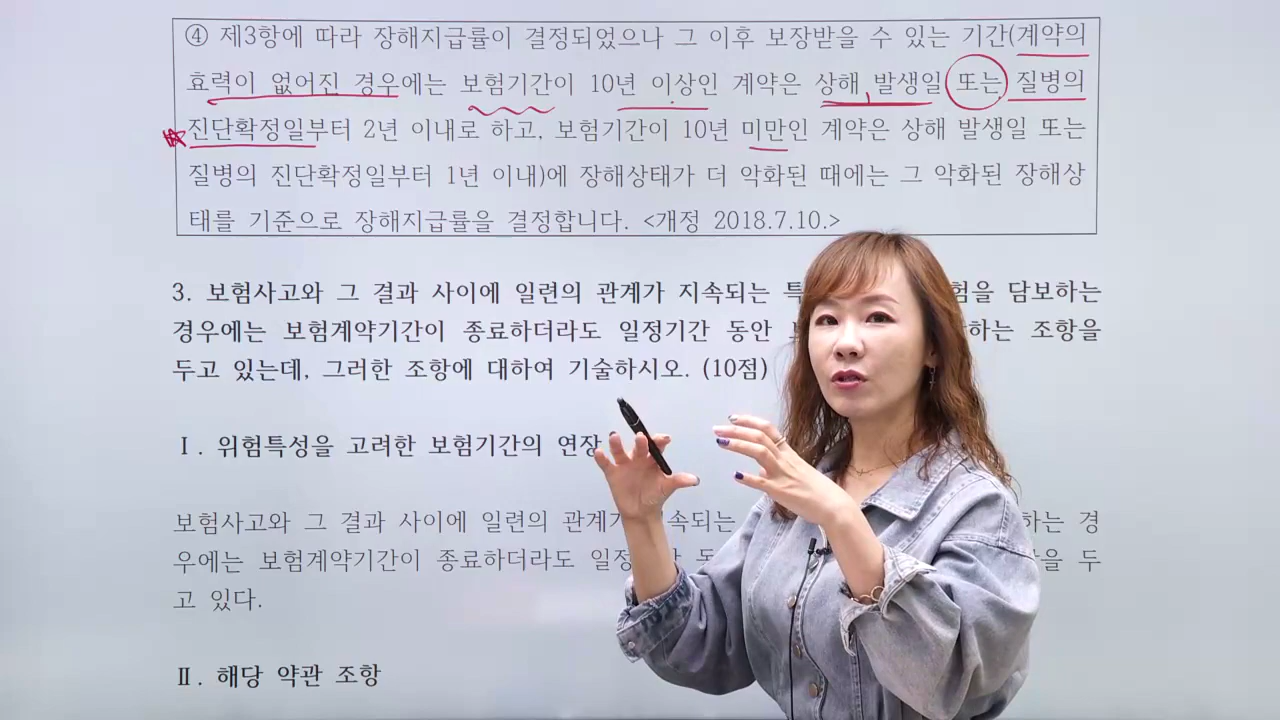 ④ 제3항에 따라 장해지급률이 결정되었으나 그 이후 보장받을 수 있는 기간(계약의
효력이 없어진 경우에는 보험기간이 10년 이상인 계약은 상해 발생일 또는 질병의
진단확정일부터 2년 이내로 하고, 보험기간이 10년 미만인 계약은 상해 발생일 또는
질병의 진단확정일부터 1년 이내)에 장해상태가 더 악화된 때에는 그 악화된 장해상
태를 기준으로 장해지급률을 결정합니다. <개정 2018.7.10.>
3. 보험사고와 그 결과 사이에 일련의 관계가 지속되는 험을 담보하는
경우에는 보험계약기간이 종료하더라도 일정기간 동안 하는 조항을
두고 있는데, 그러한 조항에 대하여 기술하시오. (10점)
Ⅰ. 위험특성을 고려한 보험기간의 연장
보험사고와 그 결과 사이에 일련의 관계가 속되는 하는 경
우에는 보험계약기간이 종료하더라도 을 두
고 있다.
Ⅱ. 해당 약관 조항